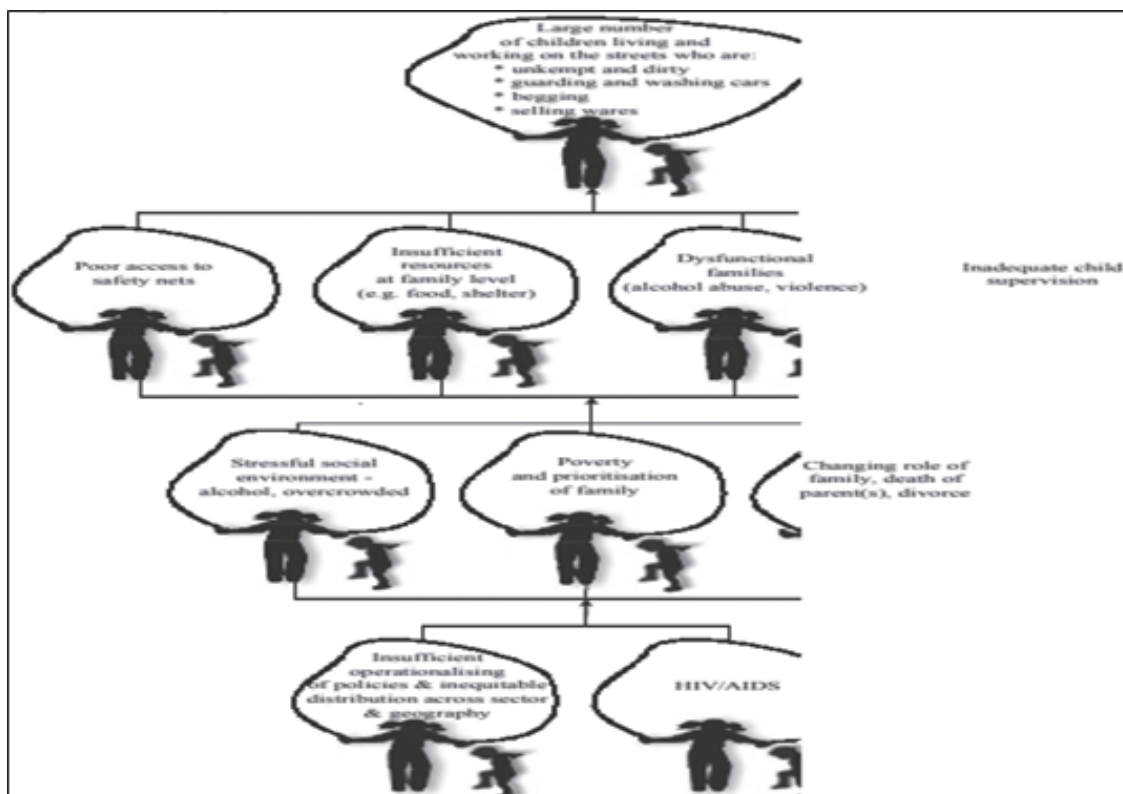 Large number
of children living and
working on the streets who are:
* unkempt and dirty
* guarding and washing cars
* begging
* selling wares
Poor access to
safety nets
Insufficient
resources
at family level
(e.g. food, shelter)
Dysfunctional
families
(alcohol abuse, violence)
Inadequate child
supervision
Stressful social
environment -
alcohol, overcrowded
Poverty
and prioritisation
of family
Changing role of
family, death of
parent(s), divorce
Insufficient
operationalising
of policies & inequitable
distribution across sector
& geography
HIV/AIDS